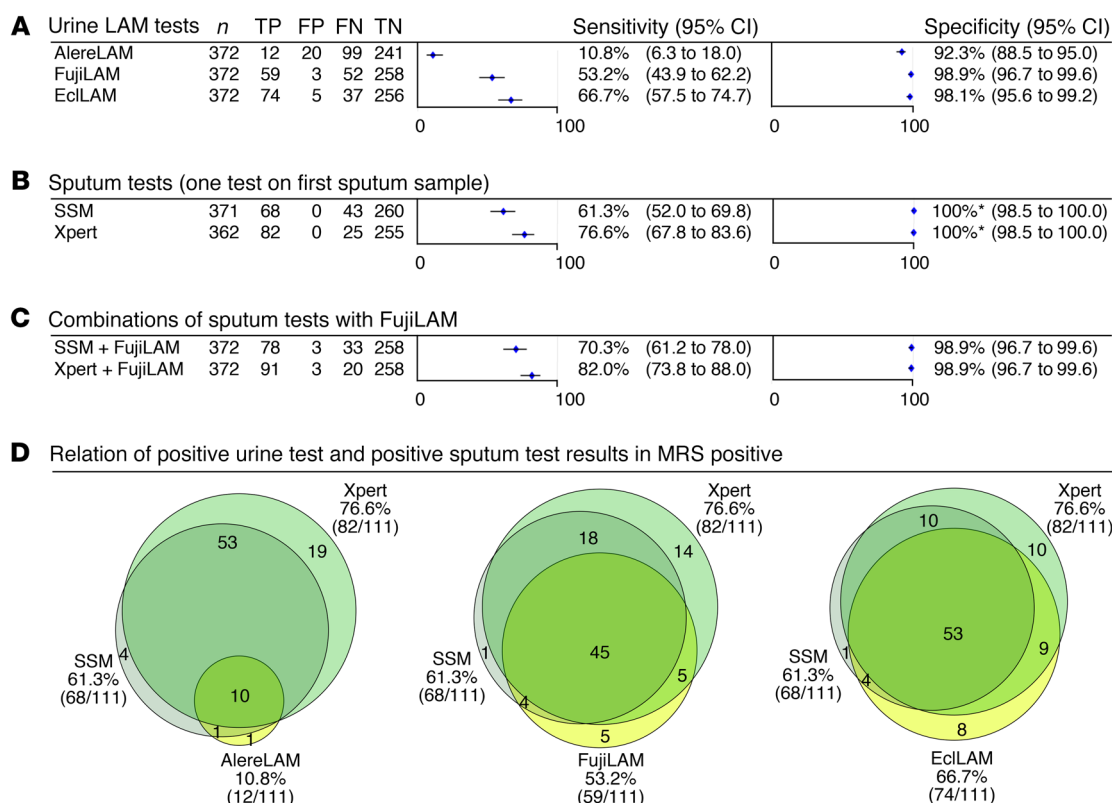 A Urine LAM tests n TP FP FN TN Sensitivity (95% CI) Specificity (95% CI)
AlereLAM 372 12 20 99 241 10.8% (6.3 to 18.0) 92.3% (88.5 to 95.0)
FujiLAM 372 59 3 52 258 53.2% (43.9 to 62.2) 98.9% (96.7 to 99.6)
EclLAM 372 74 5 37 256 66.7% (57.5 to 74.7) 98.1% (95.6 to 99.2)
0 100 0 100
B Sputum tests (one test on first sputum sample)
SSM 371 68 0 43 260 61.3% (52.0 to 69.8) 100%* (98.5 to 100.0)
Xpert 362 82 0 25 255 76.6% (67.8 to 83.6) 100%* (98.5 to 100.0)
0 100 0 100
C Combinations of sputum tests with FujiLAM
SSM + FujiLAM 372 78 3 33 258 70.3% (61.2 to 78.0) 98.9% (96.7 to 99.6)
Xpert + FujiLAM 372 91 3 20 258 82.0% (73.8 to 88.0) 98.9% (96.7 to 99.6)
0 100 0 100
D Relation of positive urine test and positive sputum test results in MRS positive
Xpert
76.6%
(82/111)
53
19
4
SSM
61.3%
(68/111)
10
1
1
AlereLAM
10.8%
(12/111)
Xpert
76.6%
(82/111)
18
14
1
SSM
61.3%
(68/111)
45
5
4
5
FujiLAM
53.2%
(59/111)
Xpert
76.6%
(82/111)
10
10
1
SSM
61.3%
(68/111)
53
9
4
8
EclLAM
66.7%
(74/111)